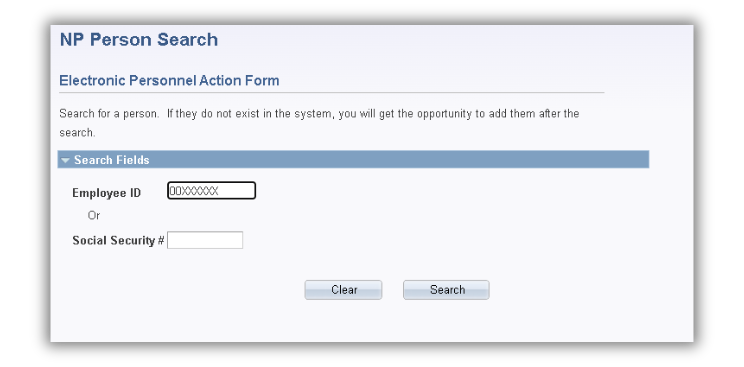 NP Person Search
Electronic Personnel Action Form
Search for a person. If they do not exist in the system, you will get the opportunity to add them after the
search.
Search Fields
Employee ID 00XXXXXX
Or
Social Security #
Clear Search